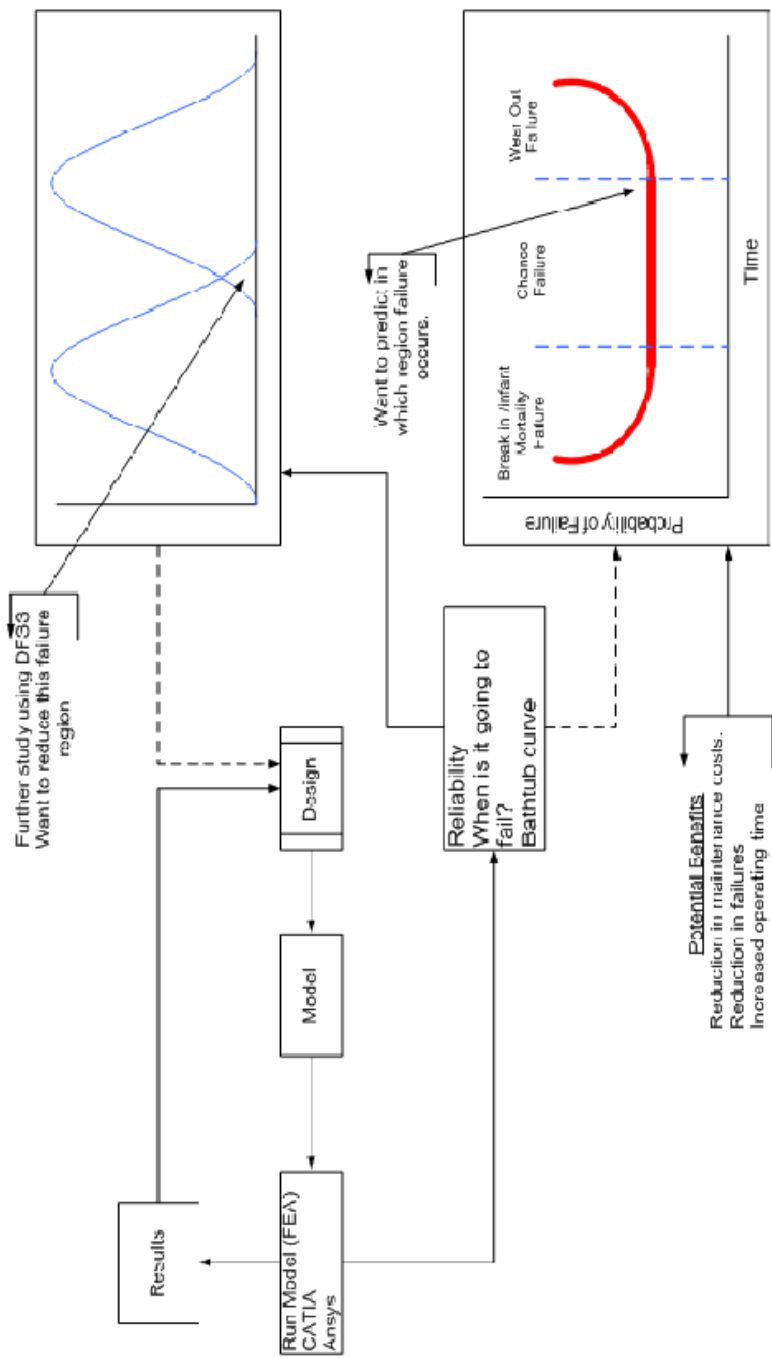 Results
Run Model (FEA)
CATIA
Ansys
Model
Design
Further study using DFSS
Want to reduce this failure
region
Reliability
When is it going to
fail?
Bathtub curve
Potential Benefits
Reduction in maintenance costs.
Reduction in failures
Increased operating time
Want to predict in
which region failure
occurs.
Probability of Failure
Break in /infant
Mortality
Failure
Chance
Failure
Wear Out
Failure
Time